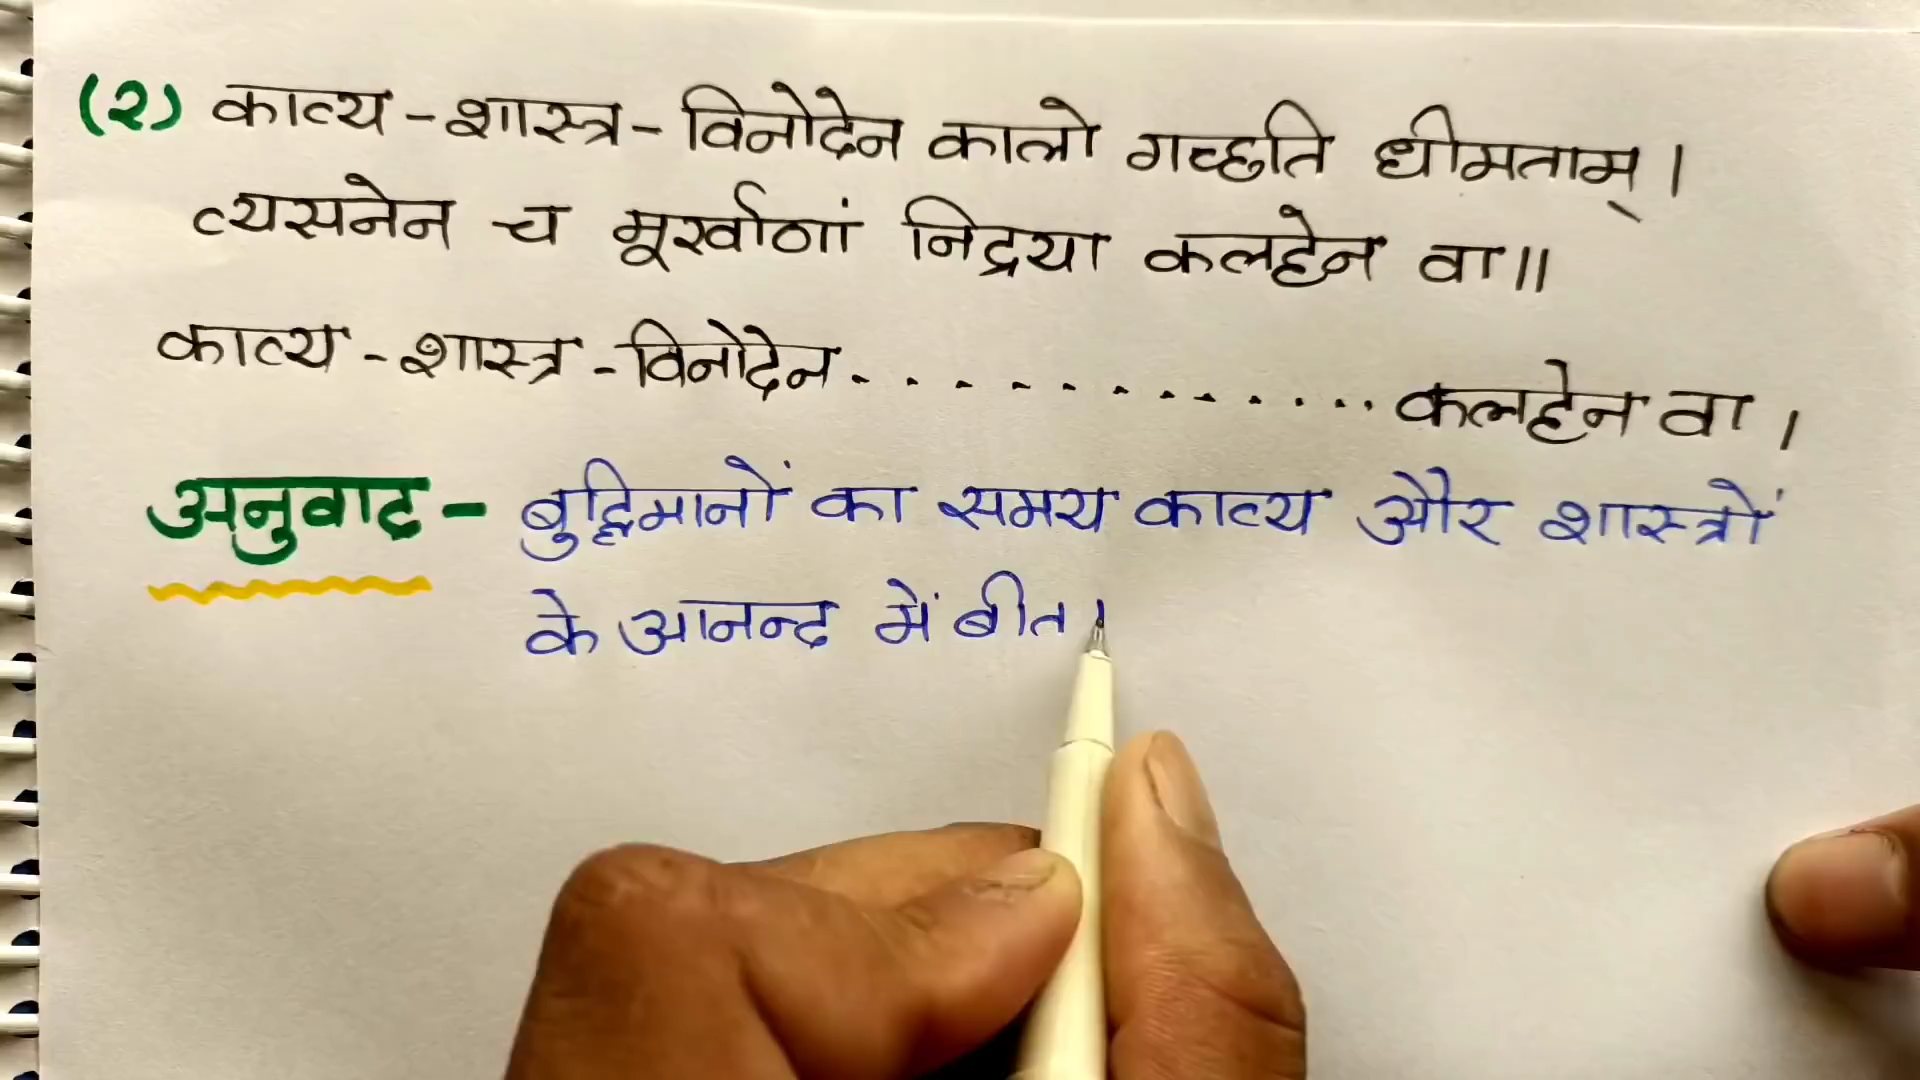 (२) काव्य - शास्त्र - विनोदेन कालो गच्छति धीमताम् ।
व्यसनेन च मूर्खाणां निद्रया कलहेन वा ॥
काव्य - शास्त्र - विनोदेन. . . . . . . . . . . . . . कलहेन वा ।
अनुवाद - बुद्धिमानों का समय काव्य और शास्त्रों
के आनन्द में बीता